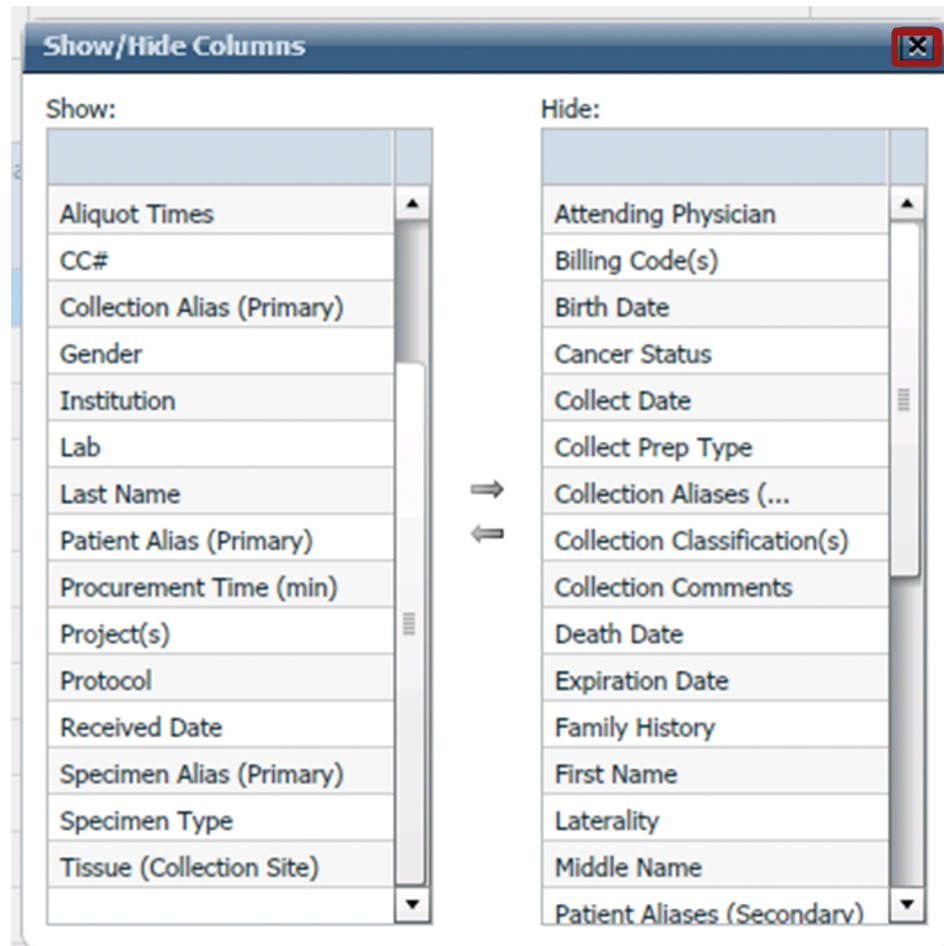 Show/Hide Columns
Show:
Aliquot Times
CC#
Collection Alias (Primary)
Gender
Institution
Lab
Last Name
Patient Alias (Primary)
Procurement Time (min)
Project(s)
Protocol
Received Date
Specimen Alias (Primary)
Specimen Type
Tissue (Collection Site)
Hide:
Attending Physician
Billing Code(s)
Birth Date
Cancer Status
Collect Date
Collect Prep Type
Collection Aliases (...
Collection Classification(s)
Collection Comments
Death Date
Expiration Date
Family History
First Name
Laterality
Middle Name
Patient Aliases (Secondary)